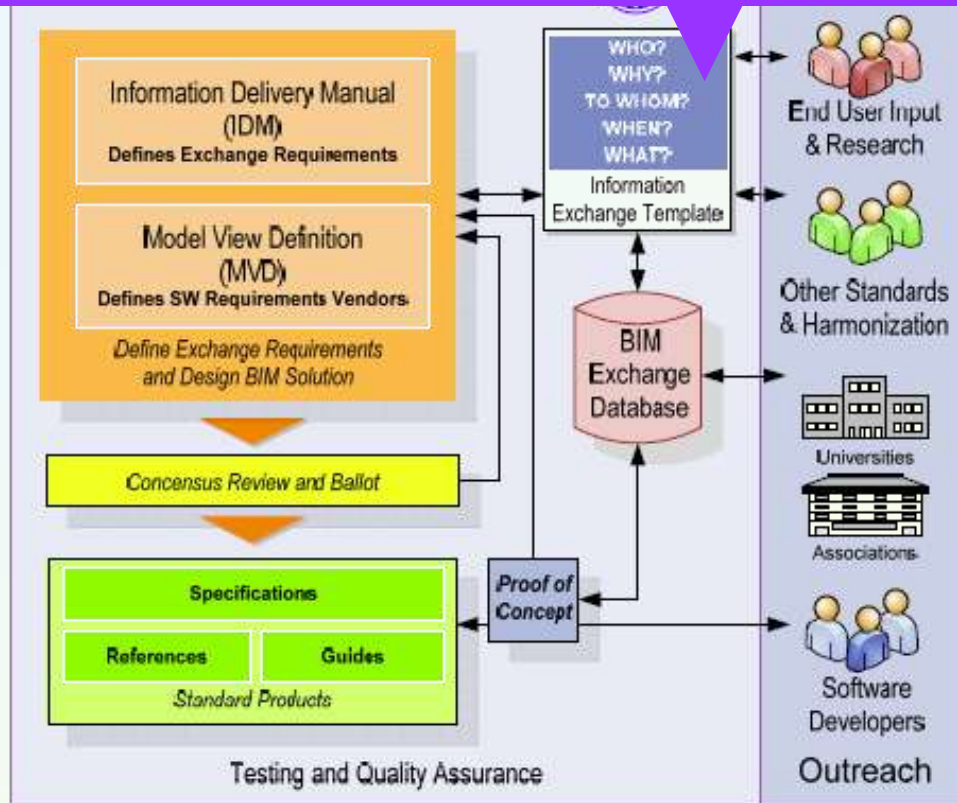 Information Delivery Manual
(IDM)
Defines Exchange Requirements
Model View Definition
(MVD)
Defines SW Requirements Vendors
Define Exchange Requirements
and Design BIM Solution
Concensus Review and Ballot
Specifications
References
Guides
Standard Products
Testing and Quality Assurance
WHO?
WHY?
TO WHOM?
WHEN?
WHAT?
Information
Exchange Template
BIM
Exchange
Database
Proof of
Concept
End User Input
& Research
Other Standards
& Harmonization
Universities
Associations
Software
Developers
Outreach